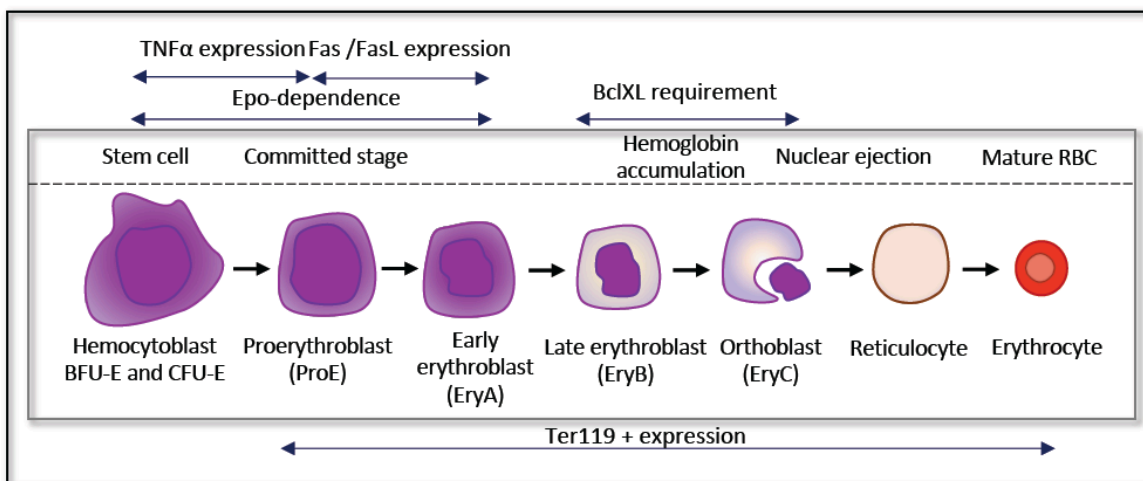 TNFα expression Fas /FasL expression
Epo-dependence
BclXL requirement
Stem cell
Committed stage
Hemoglobin
accumulation
Nuclear ejection
Mature RBC
Hemocytoblast
BFU-E and CFU-E
Proerythroblast
(ProE)
Early
erythroblast
(EryA)
Late erythroblast
(EryB)
Orthoblast
(EryC)
Reticulocyte
Erythrocyte
Ter119 + expression